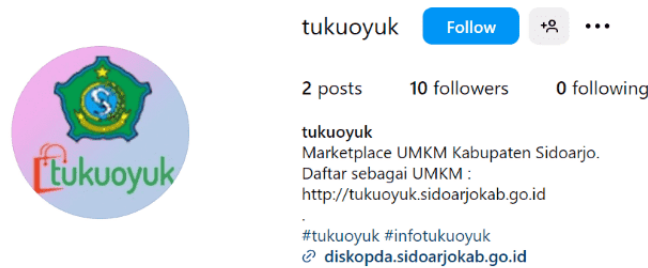 tukuoyuk
Follow
2 posts 10 followers 0 following
S
tukuoyuk
tukuoyuk
Marketplace UMKM Kabupaten Sidoarjo.
Daftar sebagai UMKM :
http://tukuoyuk.sidoarjokab.go.id
.
#tukuoyuk #infotukuoyuk
diskopda.sidoarjokab.go.id